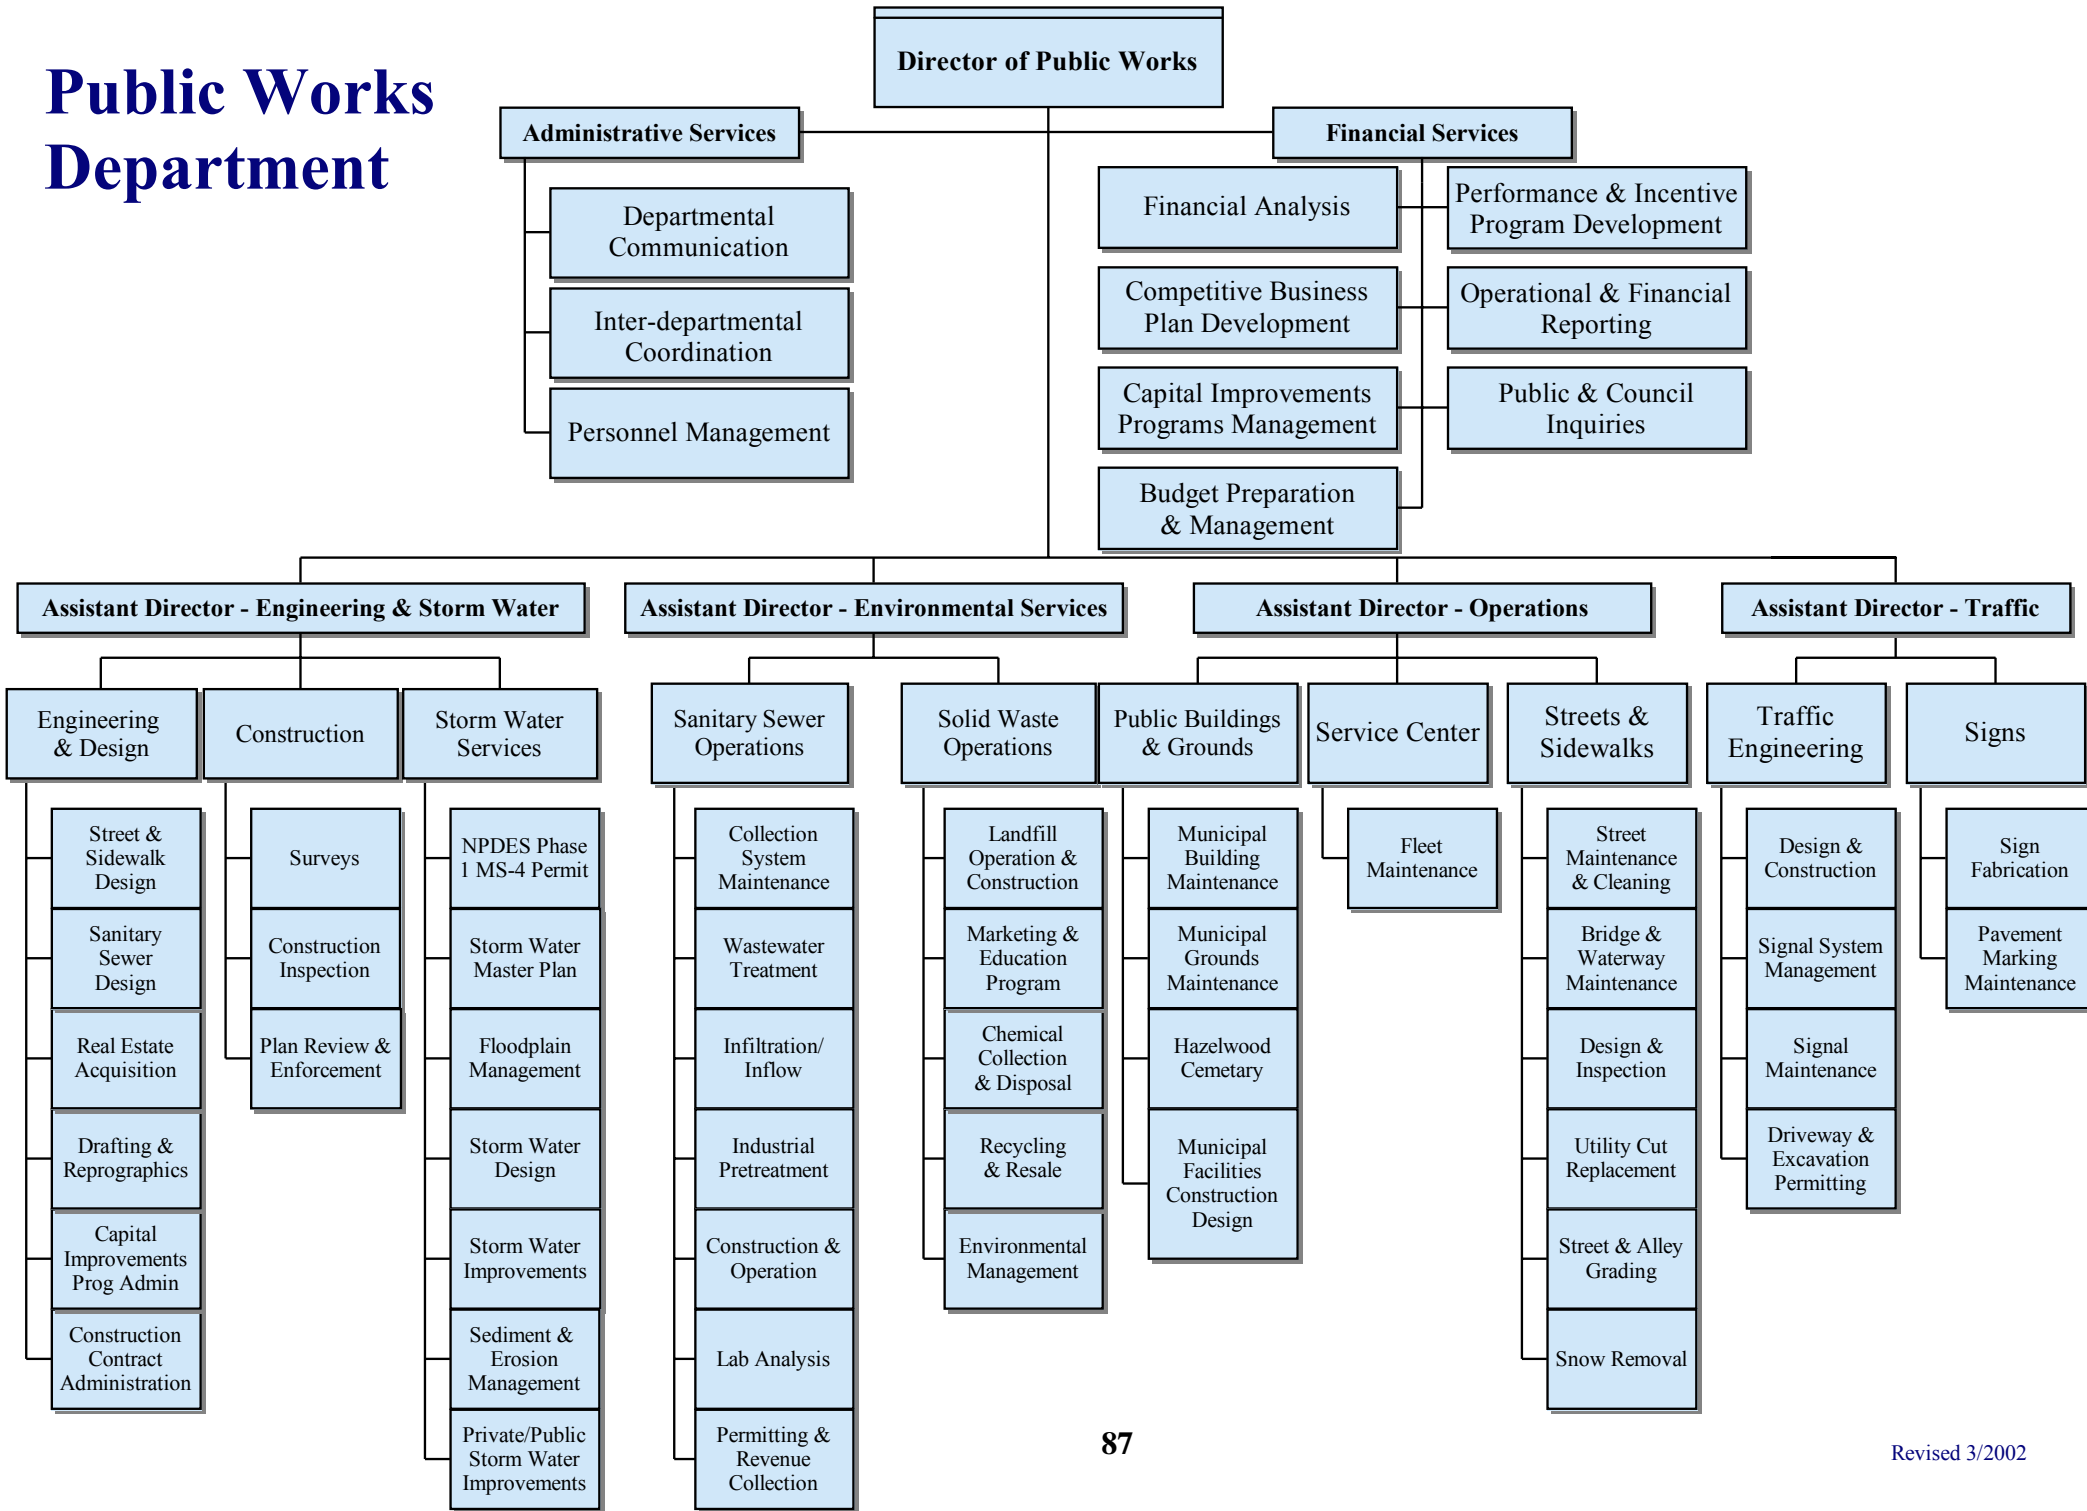 Public Works
Department
Director of Public Works
Administrative Services
Financial Services
Departmental
Communication
Inter-departmental
Coordination
Personnel Management
Financial Analysis
Performance & Incentive
Program Development
Competitive Business
Plan Development
Operational & Financial
Reporting
Capital Improvements
Programs Management
Public & Council
Inquiries
Budget Preparation
& Management
Assistant Director - Engineering & Storm Water
Assistant Director - Environmental Services
Assistant Director - Operations
Assistant Director - Traffic
Engineering
& Design
Construction
Storm Water
Services
Sanitary Sewer
Operations
Solid Waste
Operations
Public Buildings
& Grounds
Service Center
Streets &
Sidewalks
Traffic
Engineering
Signs
Street &
Sidewalk
Design
Sanitary
Sewer
Design
Real Estate
Acquisition
Drafting &
Reprographics
Capital
Improvements
Prog Admin
Construction
Contract
Administration
Surveys
Construction
Inspection
Plan Review &
Enforcement
NPDES Phase
1 MS-4 Permit
Storm Water
Master Plan
Floodplain
Management
Storm Water
Design
Storm Water
Improvements
Sediment &
Erosion
Management
Private/Public
Storm Water
Improvements
Collection
System
Maintenance
Wastewater
Treatment
Infiltration/
Inflow
Industrial
Pretreatment
Construction &
Operation
Lab Analysis
Permitting &
Revenue
Collection
Landfill
Operation &
Construction
Marketing &
Education
Program
Chemical
Collection
& Disposal
Recycling
& Resale
Environmental
Management
Municipal
Building
Maintenance
Municipal
Grounds
Maintenance
Hazelwood
Cemetary
Municipal
Facilities
Construction
Design
Fleet
Maintenance
Street
Maintenance
& Cleaning
Bridge &
Waterway
Maintenance
Design &
Inspection
Utility Cut
Replacement
Street & Alley
Grading
Snow Removal
Design &
Construction
Signal System
Management
Signal
Maintenance
Driveway &
Excavation
Permitting
Sign
Fabrication
Pavement
Marking
Maintenance
87
Revised 3/2002